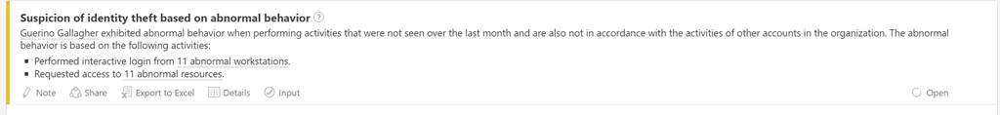 Suspicion of identity theft based on abnormal behavior ?
Guerino Gallagher exhibited abnormal behavior when performing activities that were not seen over the last month and are also not in accordance with the activities of other accounts in the organization. The abnormal
behavior is based on the following activities:
▪ Performed interactive login from 11 abnormal workstations.
▪ Requested access to 11 abnormal resources.
Note Share Export to Excel Details Input Open